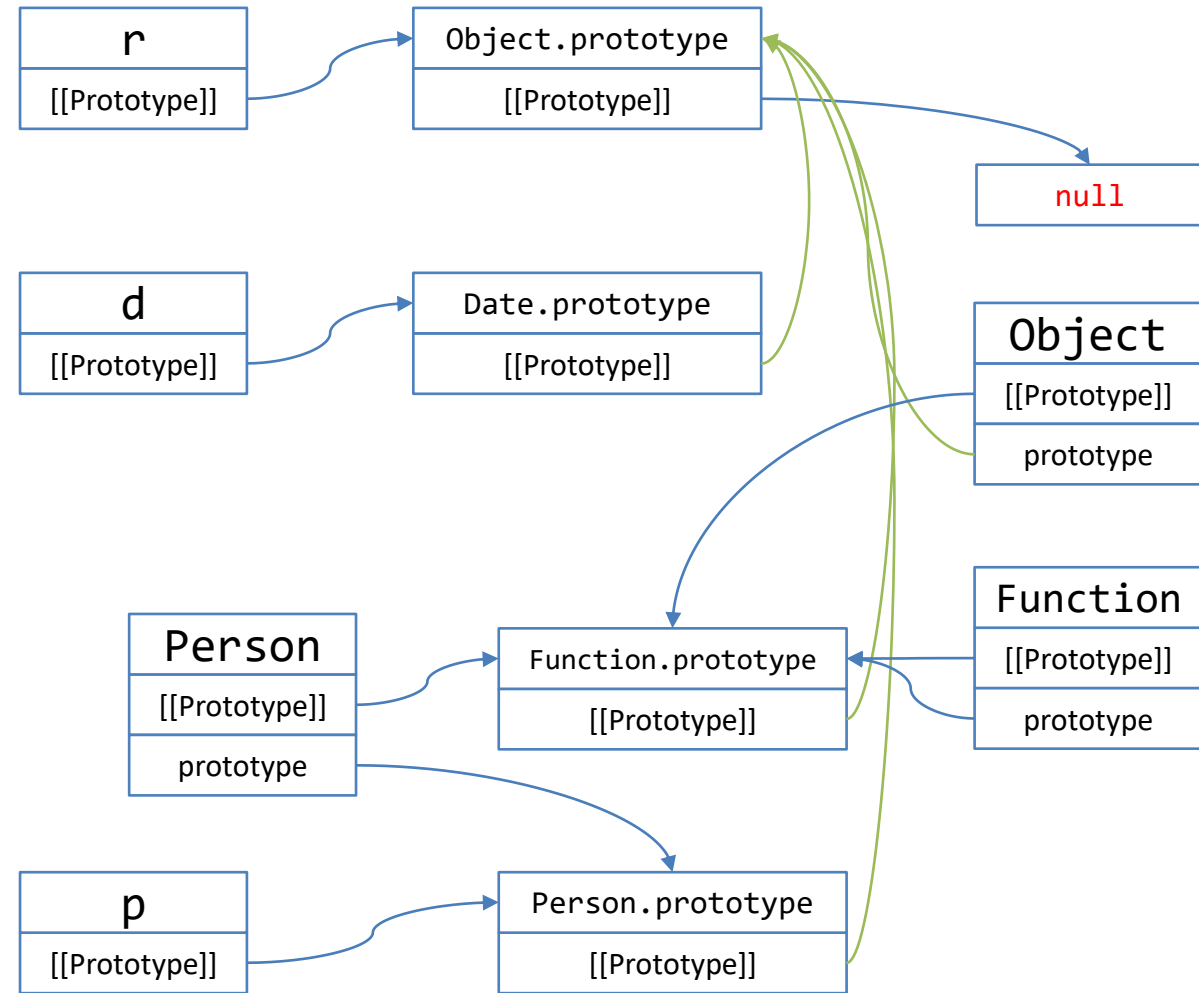 r
[[Prototype]]
Object.prototype
[[Prototype]]
null
d
[[Prototype]]
Date.prototype
[[Prototype]]
Object
[[Prototype]]
prototype
Person
[[Prototype]]
prototype
Function.prototype
[[Prototype]]
Function
[[Prototype]]
prototype
p
[[Prototype]]
Person.prototype
[[Prototype]]